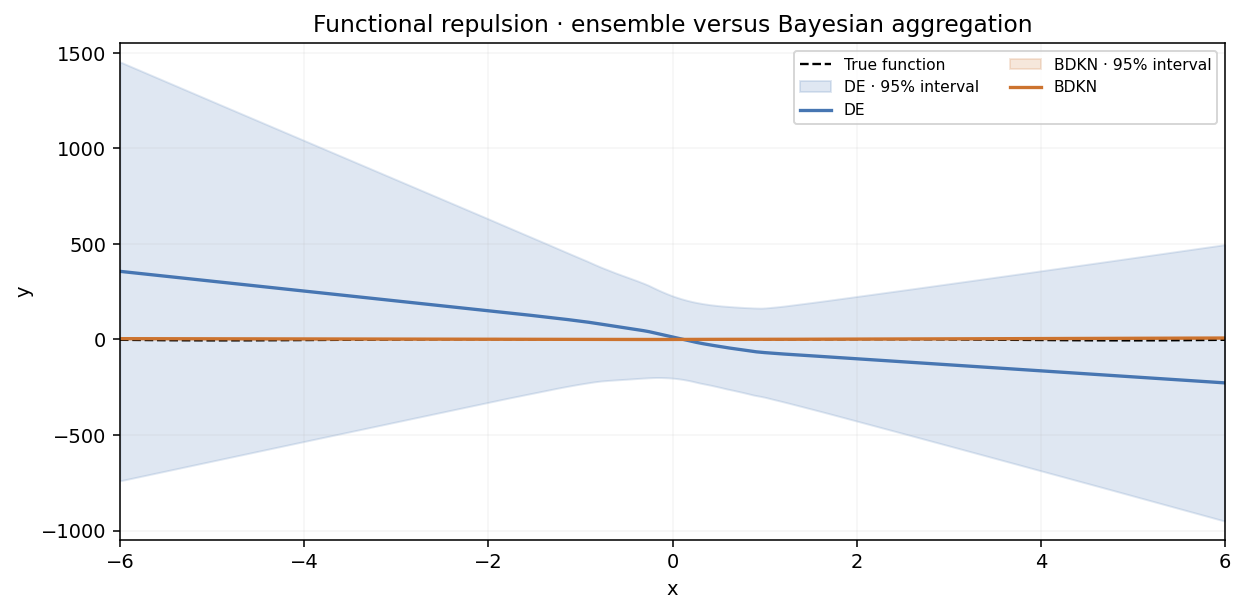 Functional repulsion · ensemble versus Bayesian aggregation
1500
1000
500
0
−500
−1000
y
−6
−4
−2
0
2
4
6
x
True function
DE · 95% interval
DE
BDKN · 95% interval
BDKN